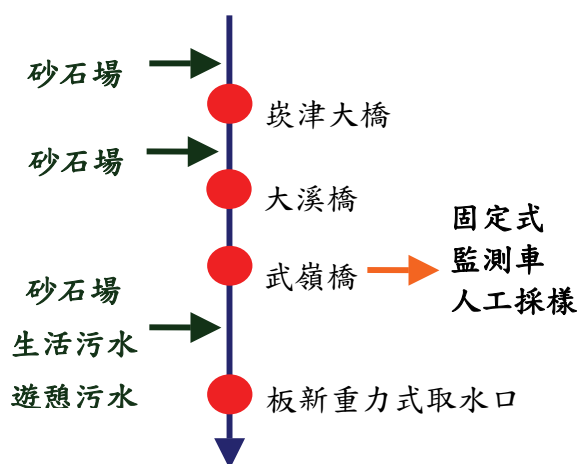 砂石場
崁津大橋
砂石場
大溪橋
武嶺橋
固定式
監測車
人工採樣
砂石場
生活污水
遊憩污水
板新重力式取水口